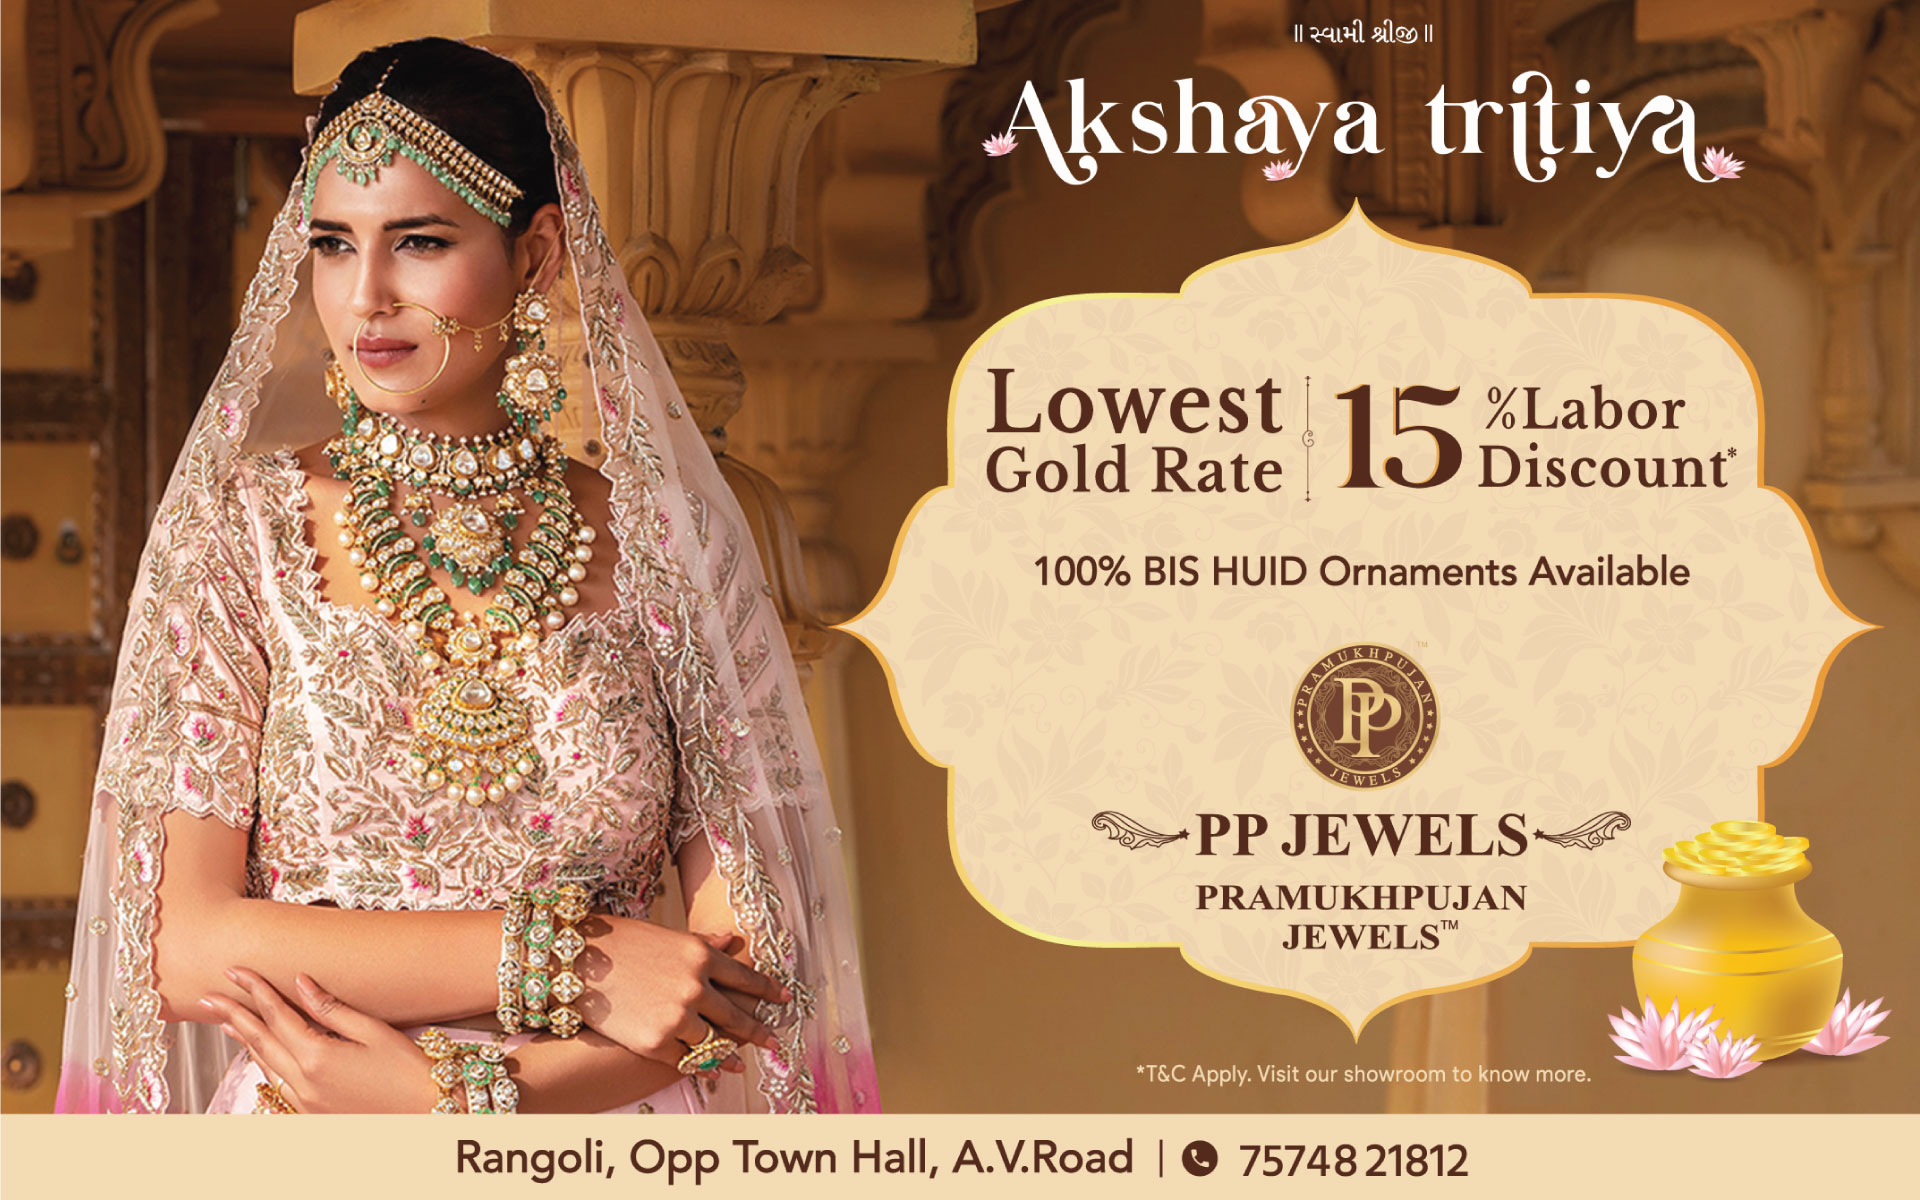 ॥ સ્વામી શ્રીજી ॥
Akshaya tritiya
Lowest
Gold Rate
15 %Labor
Discount*
100% BIS HUID Ornaments Available
PRAMUKHPUJAN
PP
JEWELS
TM
PP JEWELS
PRAMUKHPUJAN
JEWELS™
*T&C Apply. Visit our showroom to know more.
Rangoli, Opp Town Hall, A.V.Road | 75748 21812